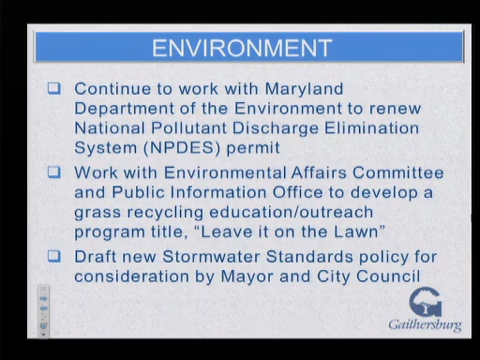 ENVIRONMENT
Continue to work with Maryland
Department of the Environment to renew
National Pollutant Discharge Elimination
System (NPDES) permit
Work with Environmental Affairs Committee
and Public Information Office to develop a
grass recycling education/outreach
program title, “Leave it on the Lawn”
Draft new Stormwater Standards policy for
consideration by Mayor and City Council
Gaithersburg